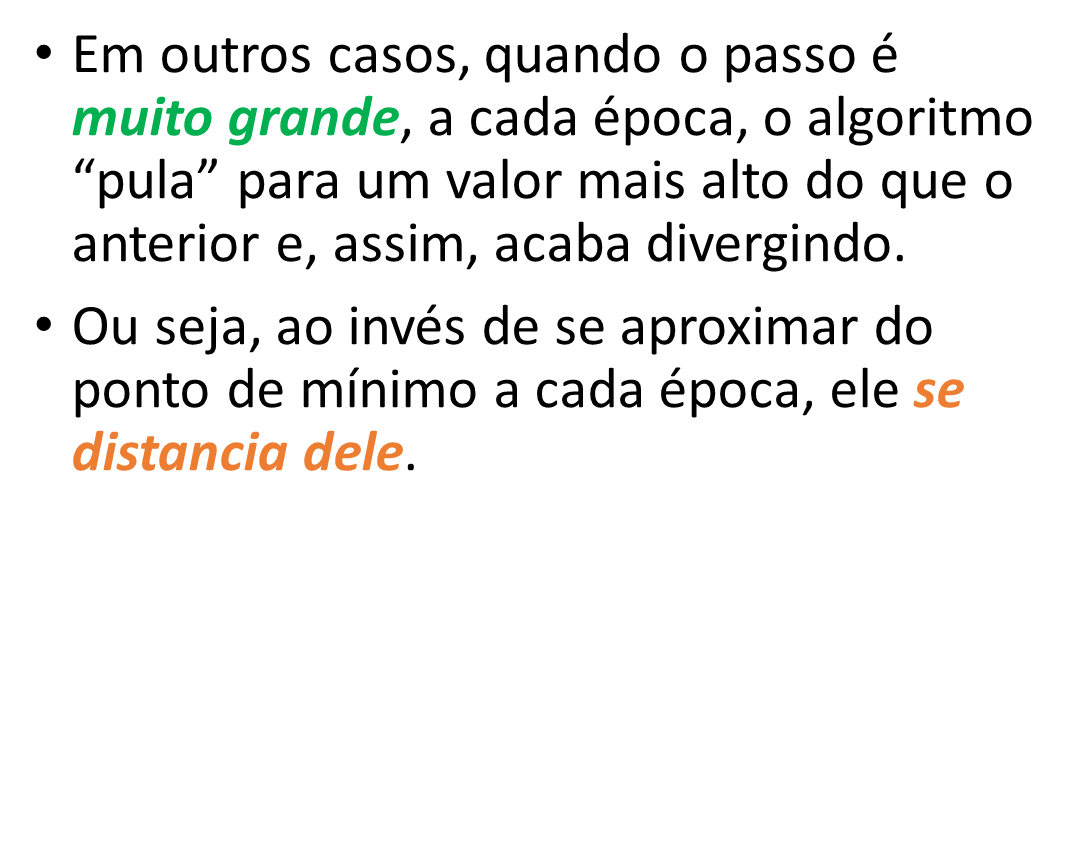 • Em outros casos, quando o passo é
muito grande, a cada época, o algoritmo
“pula” para um valor mais alto do que o
anterior e, assim, acaba divergindo.
• Ou seja, ao invés de se aproximar do
ponto de mínimo a cada época, ele se
distancia dele.